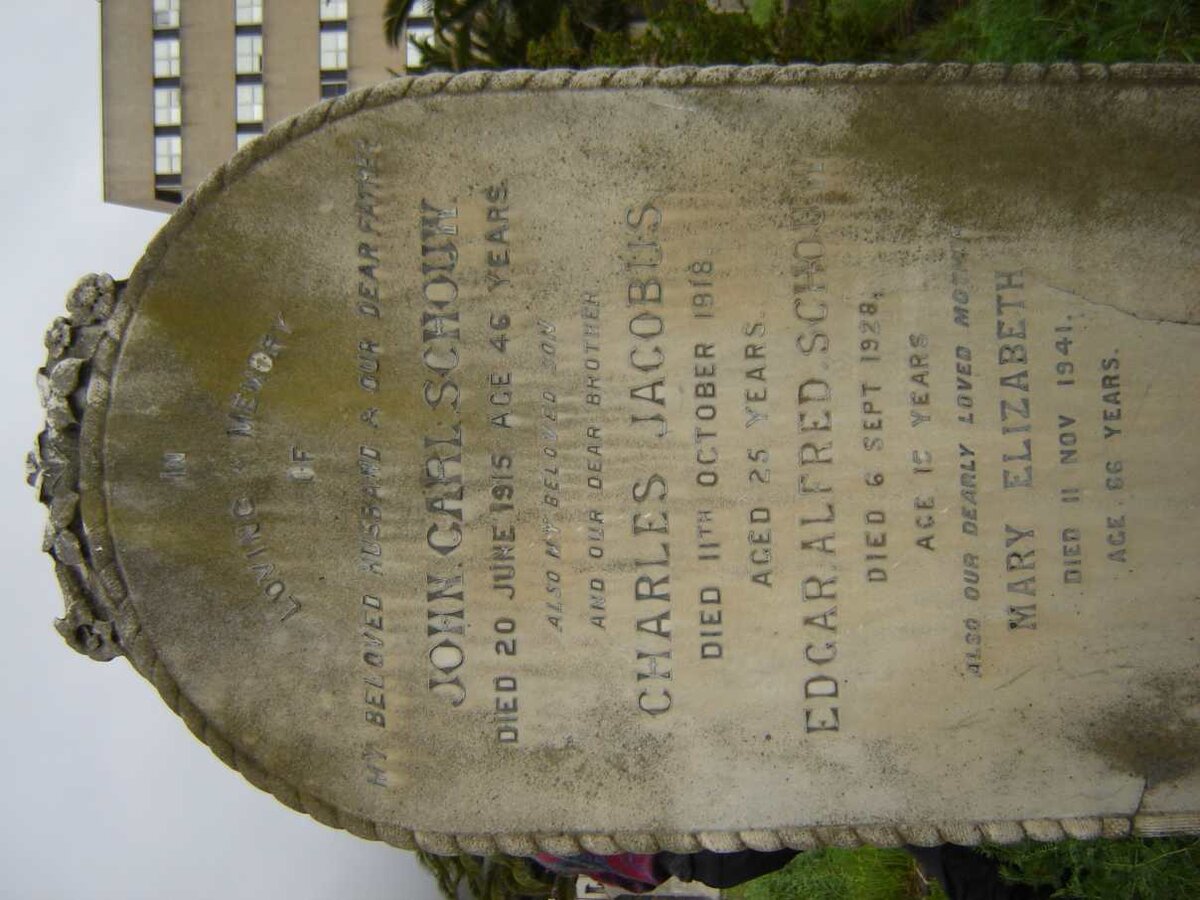 IN
LOVING MEMORY
OF
MY BELOVED HUSBAND & OUR DEAR FATHER
JOHN CARL SCHOUW
DIED 20 JUNE 1915 AGE 46 YEARS.
ALSO MY BELOVED SON
AND OUR DEAR BROTHER
CHARLES JACOBUS
DIED 11TH OCTOBER 1918
AGED 25 YEARS.
EDGAR ALFRED SCHOUW
DIED 6 SEPT 1928,
AGE YEARS
ALSO OUR DEARLY LOVED MOTHER
MARY ELIZABETH
DIED 11 NOV 1941.
AGE 66 YEARS.